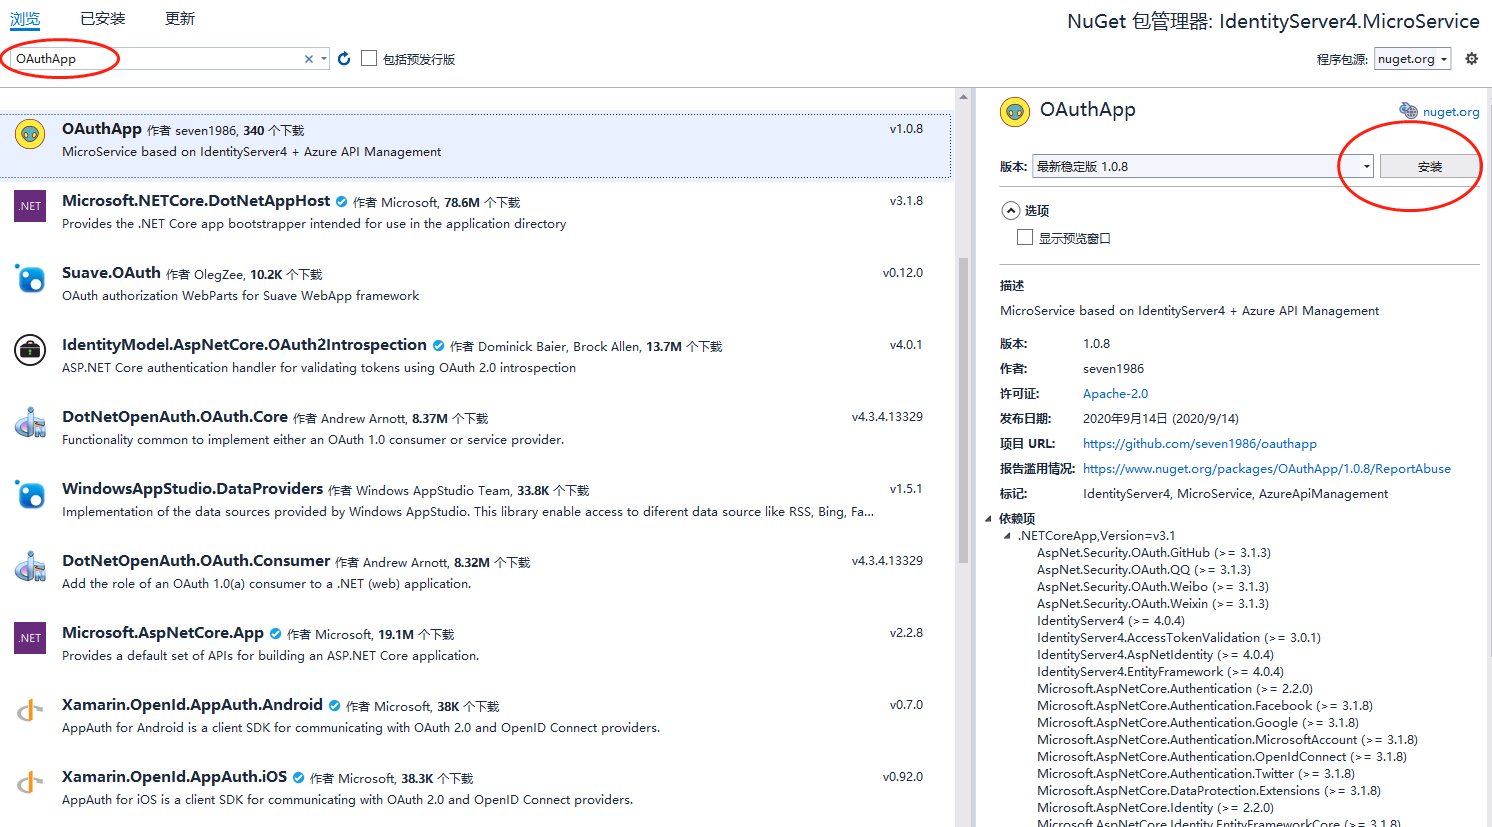 浏览 已安装 更新
NuGet 包管理器: IdentityServer4.MicroService
OAuthApp
包括预发行版
程序包源: nuget.org
OAuthApp 作者 seven1986, 340 个下载 v1.0.8
MicroService based on IdentityServer4 + Azure API Management
.NET
Microsoft.NETCore.DotNetAppHost 作者 Microsoft, 78.6M 个下载 v3.1.8
Provides the .NET Core app bootstrapper intended for use in the application directory
Suave.OAuth 作者 OlegZee, 10.2K 个下载 v0.12.0
OAuth authorization WebParts for Suave WebApp framework
IdentityModel.AspNetCore.OAuth2Introspection 作者 Dominick Baier, Brock Allen, 13.7M 个下载 v4.0.1
ASP.NET Core authentication handler for validating tokens using OAuth 2.0 introspection
DotNetOpenAuth.OAuth.Core 作者 Andrew Arnott, 8.37M 个下载 v4.3.4.13329
Functionality common to implement either an OAuth 1.0 consumer or service provider.
WindowsAppStudio.DataProviders 作者 Windows AppStudio Team, 33.8K 个下载 v1.5.1
Implementation of the data sources provided by Windows AppStudio. This library enable access to diferent data source like RSS, Bing, Fa...
DotNetOpenAuth.OAuth.Consumer 作者 Andrew Arnott, 8.32M 个下载 v4.3.4.13329
Add the role of an OAuth 1.0(a) consumer to a .NET (web) application.
.NET
Microsoft.AspNetCore.App 作者 Microsoft, 19.1M 个下载 v2.2.8
Provides a default set of APIs for building an ASP.NET Core application.
Xamarin.OpenId.AppAuth.Android 作者 Microsoft, 38K 个下载 v0.7.0
AppAuth for Android is a client SDK for communicating with OAuth 2.0 and OpenID Connect providers.
Xamarin.OpenId.AppAuth.iOS 作者 Microsoft, 38.3K 个下载 v0.92.0
AppAuth for iOS is a client SDK for communicating with OAuth 2.0 and OpenID Connect providers.
OAuthApp
nuget.org
版本: 最新稳定版 1.0.8 安装
选项
显示预览窗口
描述
MicroService based on IdentityServer4 + Azure API Management
版本: 1.0.8
作者: seven1986
许可证: Apache-2.0
发布日期: 2020年9月14日 (2020/9/14)
项目 URL: https://github.com/seven1986/oauthapp
报告滥用情况: https://www.nuget.org/packages/OAuthApp/1.0.8/ReportAbuse
标记: IdentityServer4, MicroService, AzureApiManagement
依赖项
.NETCoreApp,Version=v3.1
AspNet.Security.OAuth.GitHub (>= 3.1.3)
AspNet.Security.OAuth.QQ (>= 3.1.3)
AspNet.Security.OAuth.Weibo (>= 3.1.3)
AspNet.Security.OAuth.Weixin (>= 3.1.3)
IdentityServer4 (>= 4.0.4)
IdentityServer4.AccessTokenValidation (>= 3.0.1)
IdentityServer4.AspNetIdentity (>= 4.0.4)
IdentityServer4.EntityFramework (>= 4.0.4)
Microsoft.AspNetCore.Authentication (>= 2.2.0)
Microsoft.AspNetCore.Authentication.Facebook (>= 3.1.8)
Microsoft.AspNetCore.Authentication.Google (>= 3.1.8)
Microsoft.AspNetCore.Authentication.MicrosoftAccount (>= 3.1.8)
Microsoft.AspNetCore.Authentication.OpenIdConnect (>= 3.1.8)
Microsoft.AspNetCore.Authentication.Twitter (>= 3.1.8)
Microsoft.AspNetCore.DataProtection.Extensions (>= 3.1.8)
Microsoft.AspNetCore.Identity (>= 2.2.0)
Microsoft.AspNetCore.Identity.EntityFrameworkCore (>= 3.1.8)